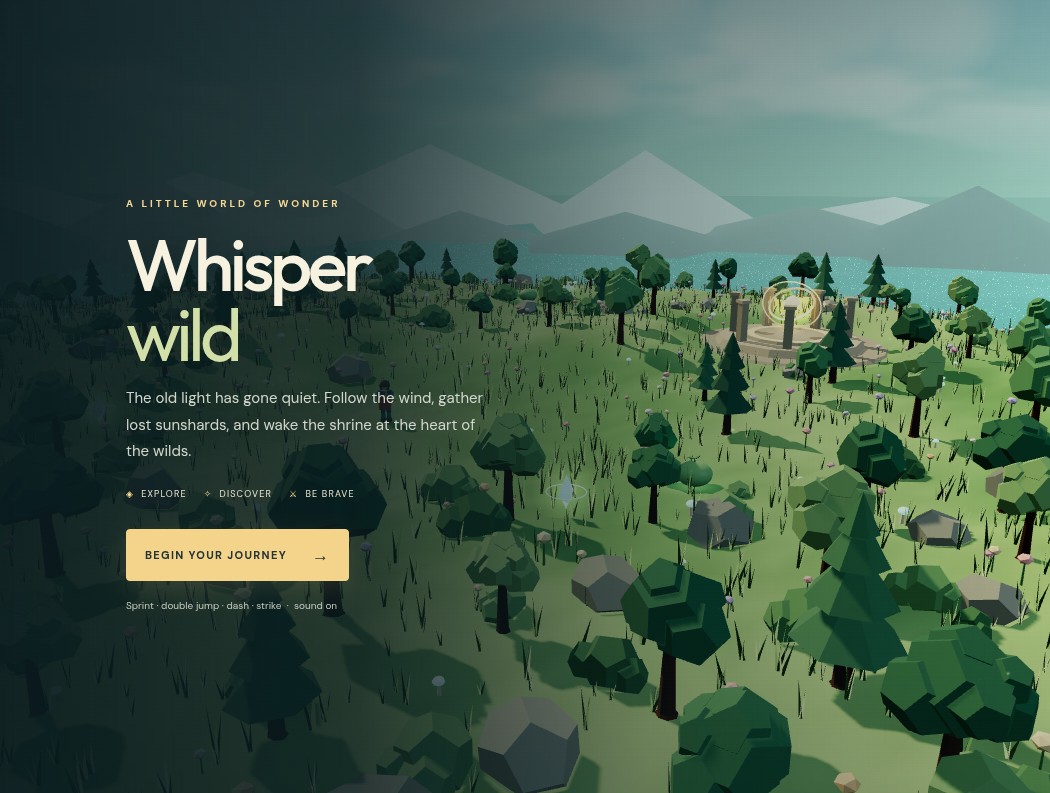 A LITTLE WORLD OF WONDER
Whisper
wild
The old light has gone quiet. Follow the wind, gather
lost sunshards, and wake the shrine at the heart of
the wilds.
◈ EXPLORE ✧ DISCOVER ⚔ BE BRAVE
BEGIN YOUR JOURNEY →
Sprint · double jump · dash · strike · sound on